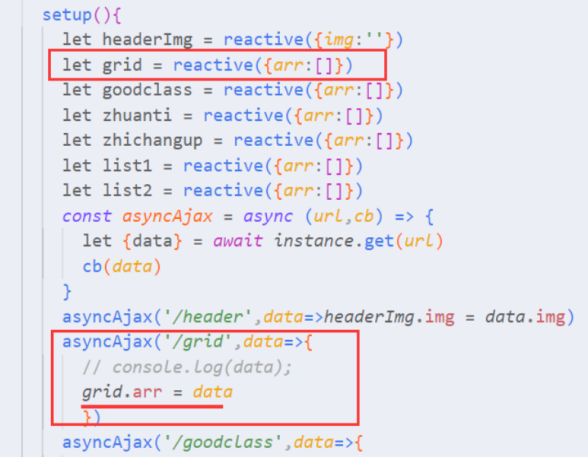 setup(){
let headerImg = reactive({img:''})
let grid = reactive({arr:[]})
let goodclass = reactive({arr:[]})
let zhuanti = reactive({arr:[]})
let zhichangup = reactive({arr:[]})
let list1 = reactive({arr:[]})
let list2 = reactive({arr:[]})
const asyncAjax = async (url,cb) => {
let {data} = await instance.get(url)
cb(data)
}
asyncAjax('/header',data=>headerImg.img = data.img)
asyncAjax('/grid',data=>{
// console.log(data);
grid.arr = data
})
asyncAjax('/goodclass',data=>{